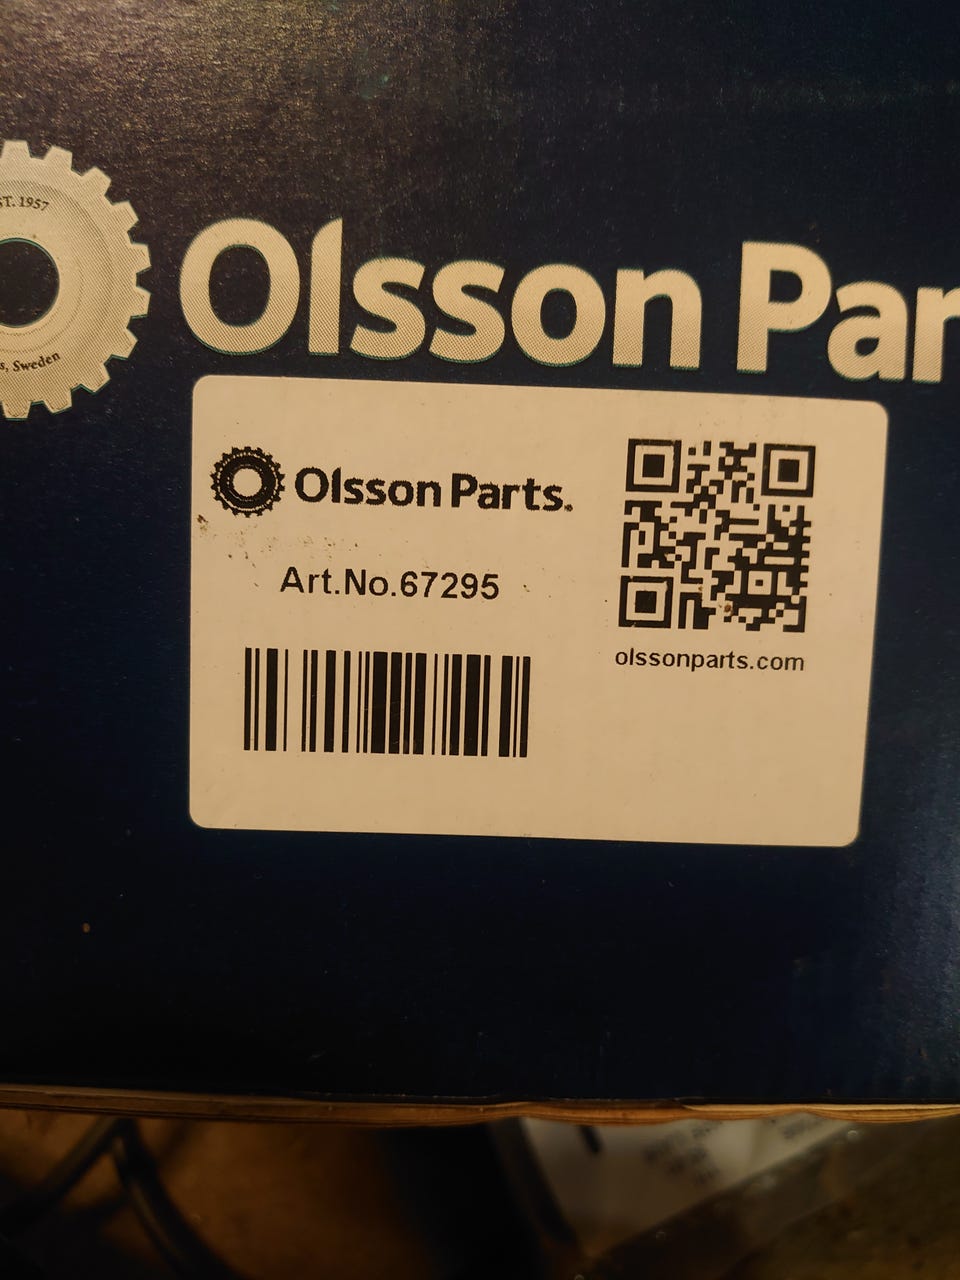 ST. 1957
Olsson Par
s, Sweden
Olsson Parts.
Art.No.67295
olssonparts.com